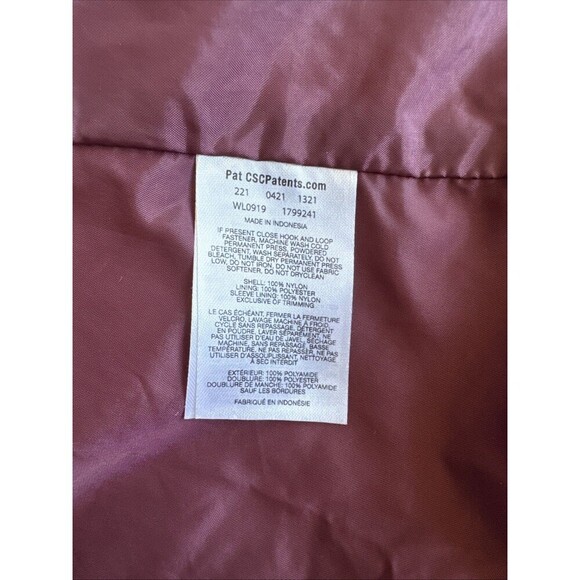 Pat CSCPatents.com
221 0421 1321
WL0919 1799241
MADE IN INDONESIA
IF PRESENT CLOSE HOOK AND LOOP
FASTENER, MACHINE WASH COLD
PERMANENT PRESS, POWDERED
DETERGENT, WASH SEPARATELY, DO NOT
BLEACH, TUMBLE DRY PERMANENT PRESS
LOW, DO NOT IRON, DO NOT USE FABRIC
SOFTENER, DO NOT DRYCLEAN
SHELL: 100% NYLON
LINING: 100% POLYESTER
SLEEVE LINING: 100% NYLON
EXCLUSIVE OF TRIMMING
LE CAS ÉCHÉANT, FERMER LA FERMETURE
VELCRO, LAVAGE MACHINE À FROID,
CYCLE SANS REPASSAGE, DÉTERGENT
EN POUDRE, LAVER SÉPARÉMENT, NE
PAS UTILISER D'EAU DE JAVEL, SÉCHAGE
MACHINE, SANS REPASSAGE, BASSE
TEMPÉRATURE, NE PAS REPASSER, NE PAS
UTILISER D'ASSOUPLISSANT, NETTOYAGE
À SEC INTERDIT
EXTÉRIEUR: 100% POLYAMIDE
DOUBLURE: 100% POLYESTER
DOUBLURE DE MANCHE: 100% POLYAMIDE
SAUF LES BORDURES
FABRIQUÉ EN INDONÉSIE